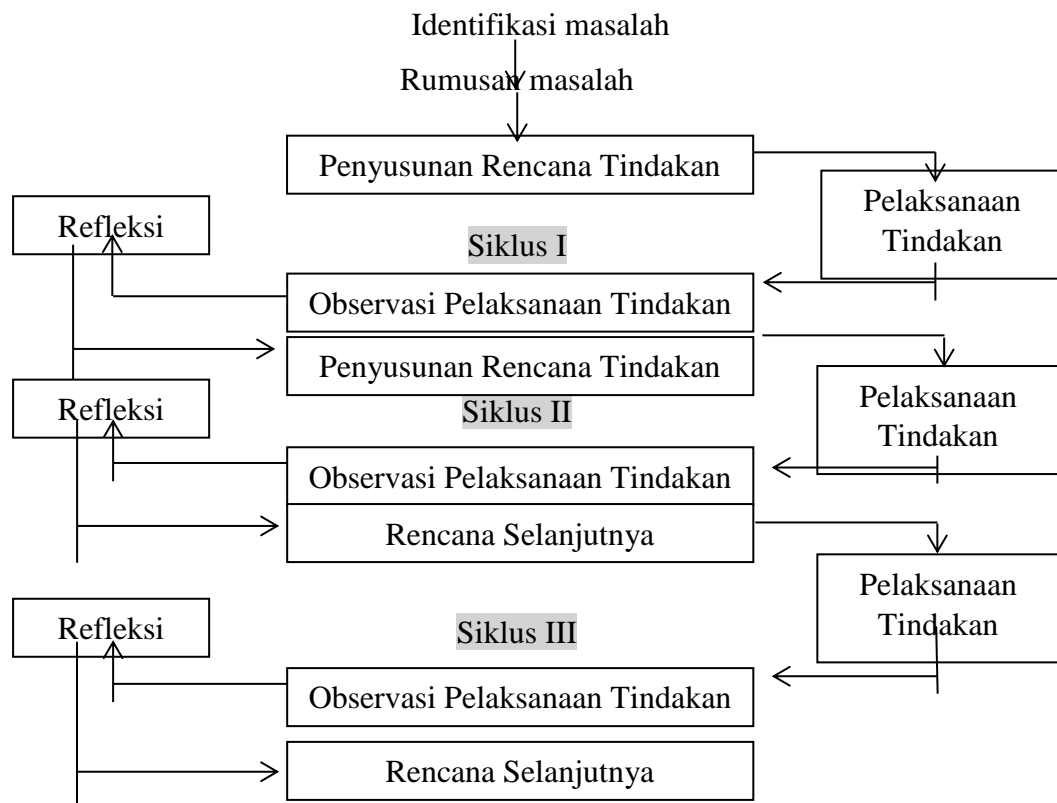 Identifikasi masalah
Rumusan masalah
Penyusunan Rencana Tindakan
Pelaksanaan
Tindakan
Refleksi
Siklus I
Observasi Pelaksanaan Tindakan
Penyusunan Rencana Tindakan
Pelaksanaan
Tindakan
Refleksi
Siklus II
Observasi Pelaksanaan Tindakan
Rencana Selanjutnya
Pelaksanaan
Tindakan
Refleksi
Siklus III
Observasi Pelaksanaan Tindakan
Rencana Selanjutnya